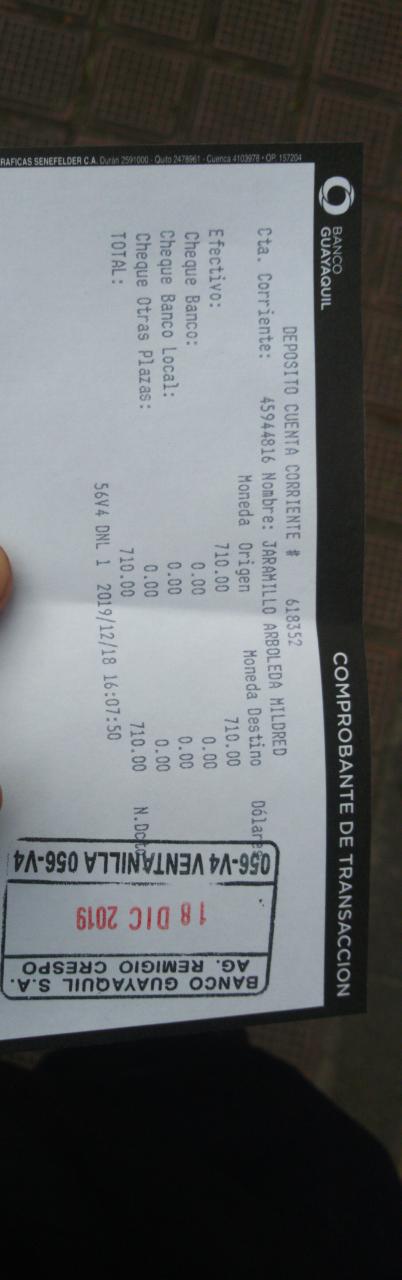 BANCO
GUAYAQUIL
COMPROBANTE DE TRANSACCION
DEPOSITO CUENTA CORRIENTE # 618352
Cta. Corriente: 45944816 Nombre: JARAMILLO ARBOLEDA MILDRED
Moneda Origen Moneda Destino Dólares
Efectivo: 710.00 710.00
Cheque Banco: 0.00 0.00
Cheque Banco Local: 0.00 0.00
Cheque Otras Plazas: 0.00 0.00
TOTAL: 710.00 710.00 N.Dcto
56V4 DNL 1 2019/12/18 16:07:50
BANCO GUAYAQUIL S.A.
AG. REMIGIO CRESPO
18 DIC 2019
056-V4 VENTANILLA 056-V4
RAFICAS SENEFELDER C.A. Durán 2591000 - Quito 2478961 - Cuenca 4103978 • OP. 157204